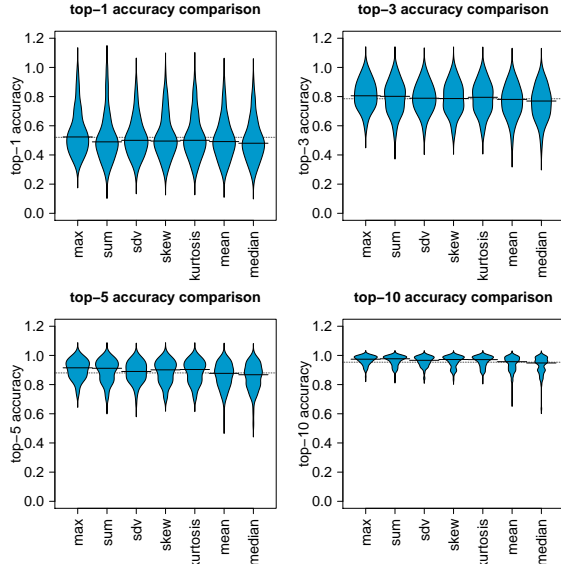 top−1 accuracy comparison
top−1 accuracy
1.2
1.0
0.8
0.6
0.4
0.2
0.0
max
sum
sdv
skew
kurtosis
mean
median
top−3 accuracy comparison
top−3 accuracy
1.2
1.0
0.8
0.6
0.4
0.2
0.0
max
sum
sdv
skew
kurtosis
mean
median
top−5 accuracy comparison
top−5 accuracy
1.2
1.0
0.8
0.6
0.4
0.2
0.0
max
sum
sdv
skew
kurtosis
mean
median
top−10 accuracy comparison
top−10 accuracy
1.2
1.0
0.8
0.6
0.4
0.2
0.0
max
sum
sdv
skew
kurtosis
mean
median